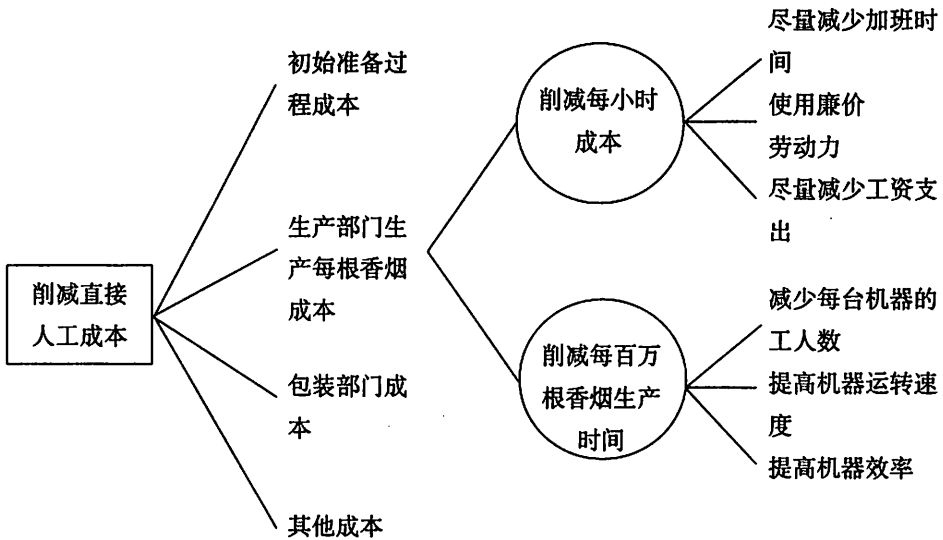 削减直接
人工成本
初始准备过
程成本
生产部门生
产每根香烟
成本
包装部门成
本
其他成本
削减每小时
成本
削减每百万
根香烟生产
时间
尽量减少加班时
间
使用廉价
劳动力
尽量减少工资支
出
减少每台机器的
工人数
提高机器运转速
度
提高机器效率